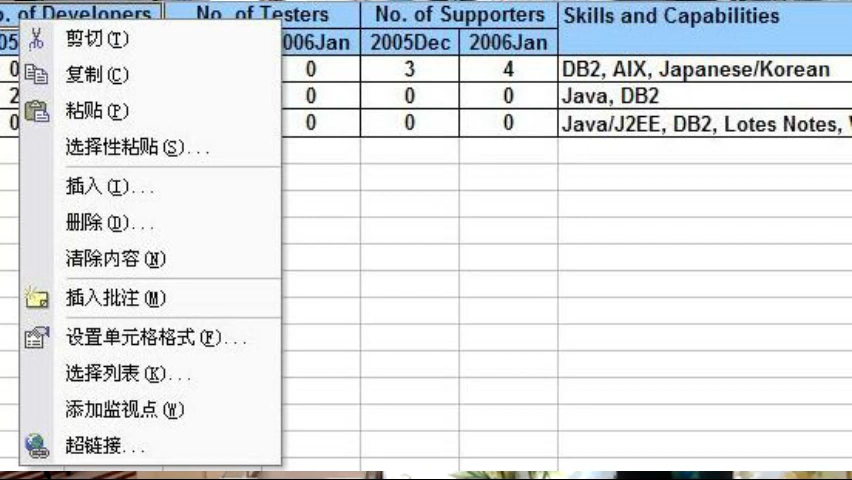 of Developers No. of Testers No. of Supporters Skills and Capabilities
006Jan 2005Dec 2006Jan
0 3 4 DB2, AIX, Japanese/Korean
0 0 0 Java, DB2
0 0 0 Java/J2EE, DB2, Lotes Notes,
剪切(T)
复制(C)
粘贴(P)
选择性粘贴(S)...
插入(I)...
删除(D)...
清除内容(N)
插入批注(M)
设置单元格格式(F)...
选择列表(K)...
添加监视点(W)
超链接...